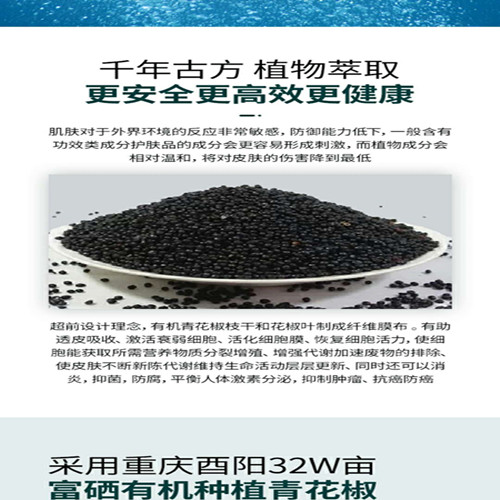 千年古方 植物萃取
更安全更高效更健康
肌肤对于外界环境的反应非常敏感，防御能力低下，一般含有
功效类成分护肤品的成分会更容易形成刺激，而植物成分会
相对温和，将对皮肤的伤害降到最低
超前设计理念，有机青花椒枝干和花椒叶制成纤维膜布。有助
透皮吸收、激活衰弱细胞、活化细胞膜、恢复细胞活力，使细
胞能获取所需营养物质分裂增殖、增强代谢加速废物的排除、
使皮肤不断新陈代谢维持生命活动层层更新、同时还可以消
炎，抑菌，防腐，平衡人体激素分泌，抑制肿瘤、抗癌防癌
采用重庆酉阳32W亩
富硒有机种植青花椒